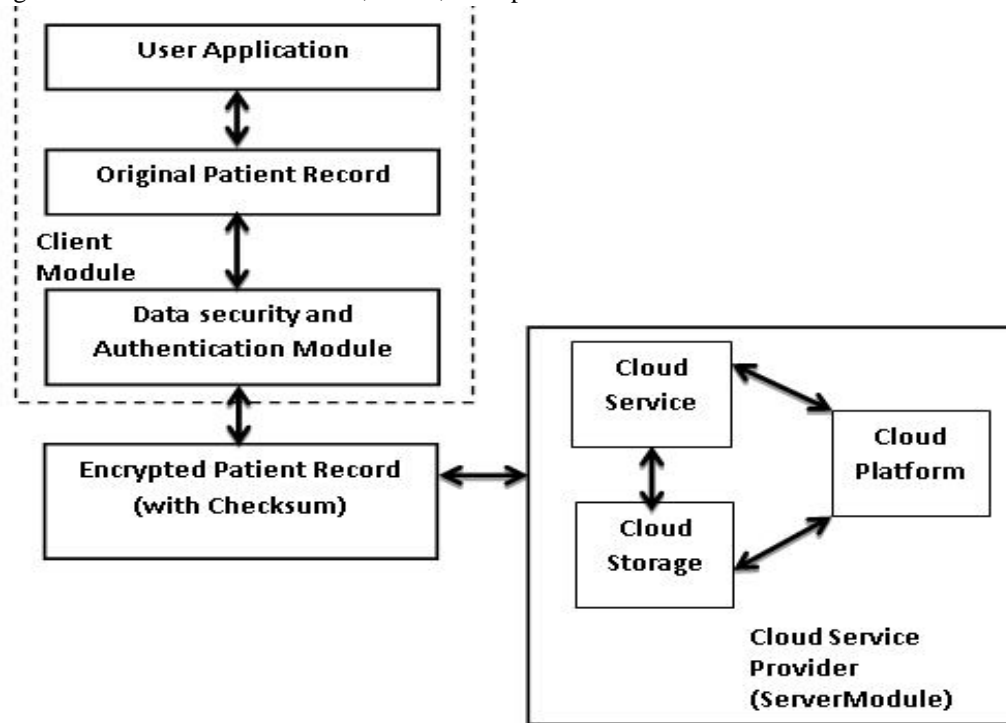 User Application
Original Patient Record
Client
Module
Data security and
Authentication Module
Encrypted Patient Record
(with Checksum)
Cloud
Service
Cloud
Platform
Cloud
Storage
Cloud Service
Provider
(ServerModule)